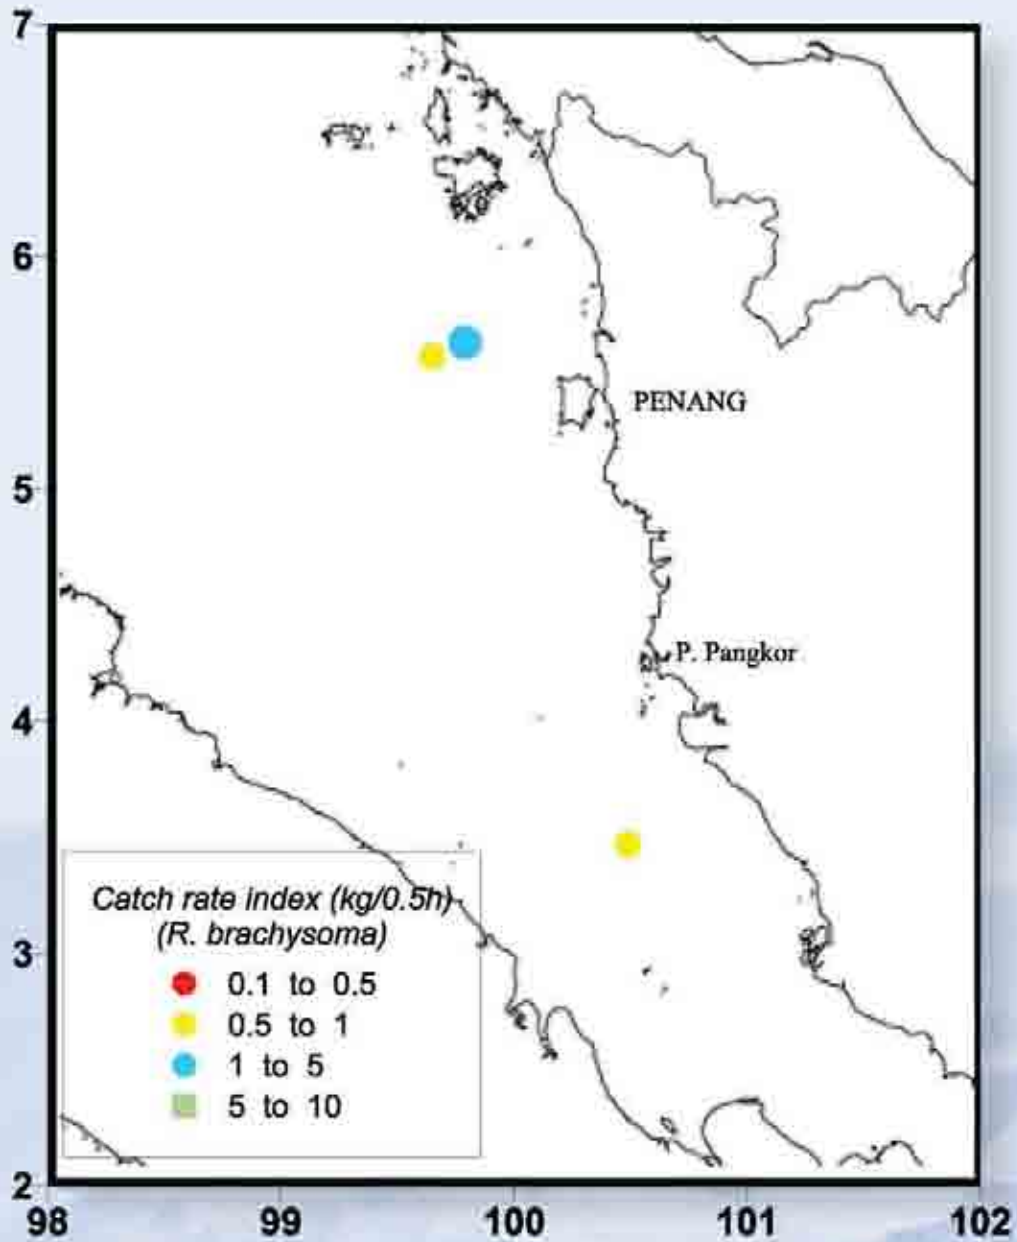 7
6
PENANG
5
P. Pangkor
4
Catch rate index (kg/0.5h)
(R. brachysoma)
3
0.1 to 0.5
0.5 to 1
1 to 5
5 to 10
2
98 99 100 101 102